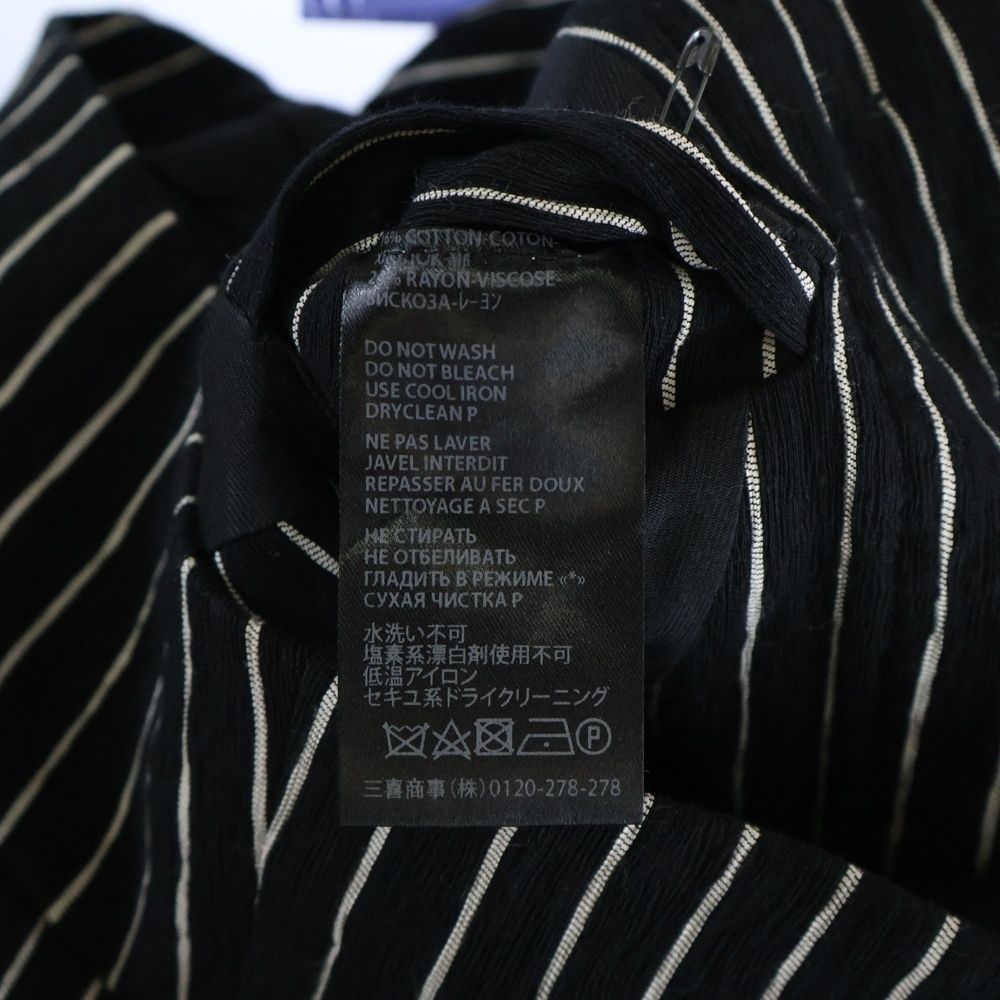 % COTTON-COTON-
3 % RAYON-VISCOSE-
ВИСКОЗА-レーヨン
DO NOT WASH
DO NOT BLEACH
USE COOL IRON
DRYCLEAN P
NE PAS LAVER
JAVEL INTERDIT
REPASSER AU FER DOUX
NETTOYAGE A SEC P
НЕ СТИРАТЬ
НЕ ОТБЕЛИВАТЬ
ГЛАДИТЬ В РЕЖИМЕ «*»
СУХАЯ ЧИСТКА P
水洗い不可
塩素系漂白剤使用不可
低温アイロン
セキユ系ドライクリーニング
P
三喜商事(株)0120-278-278